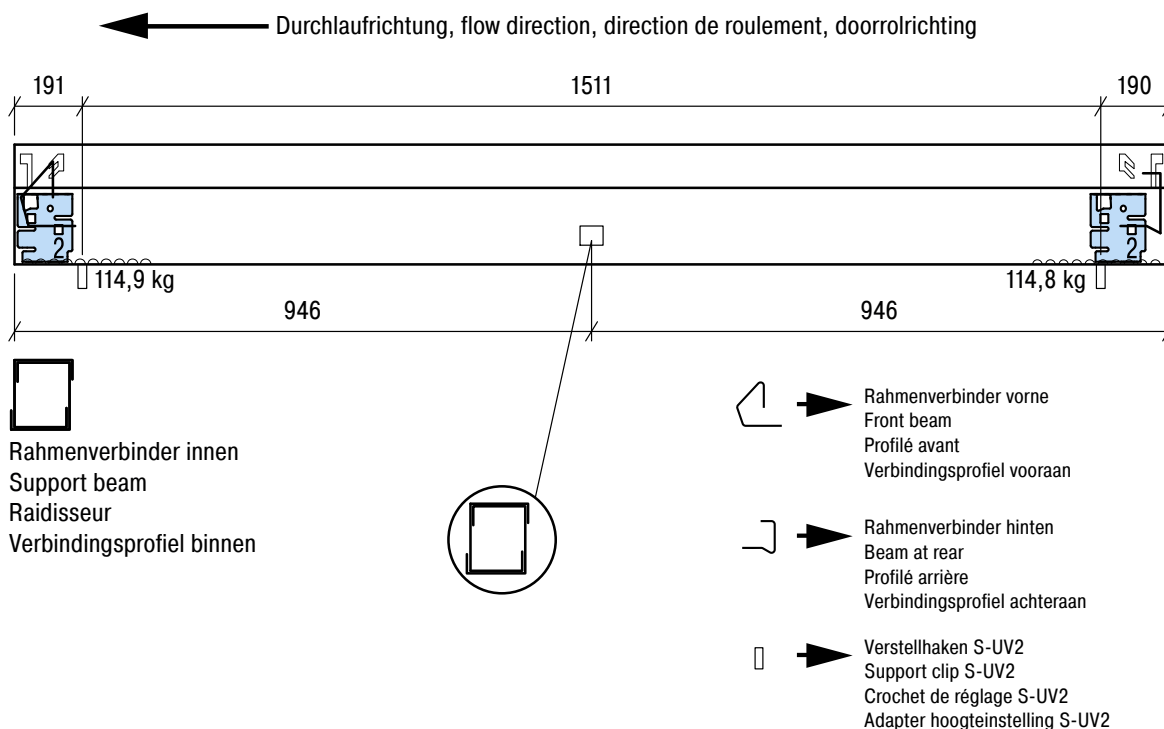 Durchlaufrichtung, flow direction, direction de roulement, doorrolrichting
191
1511
190
2
2
114,9 kg
114,8 kg
946
946
Rahmenverbinder innen
Support beam
Raidisseur
Verbindingsprofiel binnen
Rahmenverbinder vorne
Front beam
Profilé avant
Verbindingsprofiel vooraan
Rahmenverbinder hinten
Beam at rear
Profilé arrière
Verbindingsprofiel achteraan
Verstellhaken S-UV2
Support clip S-UV2
Crochet de réglage S-UV2
Adapter hoogteinstelling S-UV2